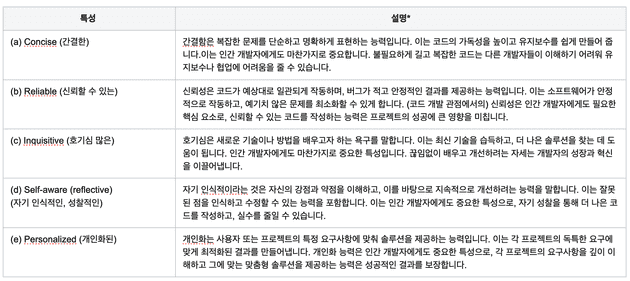 특성
설명*
(a) Concise (간결한)
간결함은 복잡한 문제를 단순하고 명확하게 표현하는 능력입니다. 이는 코드의 가독성을 높이고 유지보수를 쉽게 만들어 줍
니다.이는 인간 개발자에게도 마찬가지로 중요합니다. 불필요하게 길고 복잡한 코드는 다른 개발자들이 이해하기 어려워 유
지보수나 협업에 어려움을 줄 수 있습니다.
(b) Reliable (신뢰할 수 있는)
신뢰성은 코드가 예상대로 일관되게 작동하며, 버그가 적고 안정적인 결과를 제공하는 능력입니다. 이는 소프트웨어가 안정
적으로 작동하고, 예기치 않은 문제를 최소화할 수 있게 합니다. (코드 개발 관점에서의) 신뢰성은 인간 개발자에게도 필요한
핵심 요소로, 신뢰할 수 있는 코드를 작성하는 능력은 프로젝트의 성공에 큰 영향을 미칩니다.
(c) Inquisitive (호기심 많은)
호기심은 새로운 기술이나 방법을 배우고자 하는 욕구를 말합니다. 이는 최신 기술을 습득하고, 더 나은 솔루션을 찾는 데 도
움이 됩니다. 인간 개발자에게도 마찬가지로 중요한 특성입니다. 끊임없이 배우고 개선하려는 자세는 개발자의 성장과 혁신
을 이끌어냅니다.
(d) Self-aware (reflective)
(자기 인식적인, 성찰적인)
자기 인식적이라는 것은 자신의 강점과 약점을 이해하고, 이를 바탕으로 지속적으로 개선하려는 능력을 말합니다. 이는 잘못
된 점을 인식하고 수정할 수 있는 능력을 포함합니다. 이는 인간 개발자에게도 중요한 특성으로, 자기 성찰을 통해 더 나은 코
드를 작성하고, 실수를 줄일 수 있습니다.
(e) Personalized (개인화된)
개인화는 사용자 또는 프로젝트의 특정 요구사항에 맞춰 솔루션을 제공하는 능력입니다. 이는 각 프로젝트의 독특한 요구에
맞게 최적화된 결과를 만들어냅니다. 개인화 능력은 인간 개발자에게도 중요한 특성으로, 각 프로젝트의 요구사항을 깊이 이
해하고 그에 맞는 맞춤형 솔루션을 제공하는 능력은 성공적인 결과를 보장합니다.